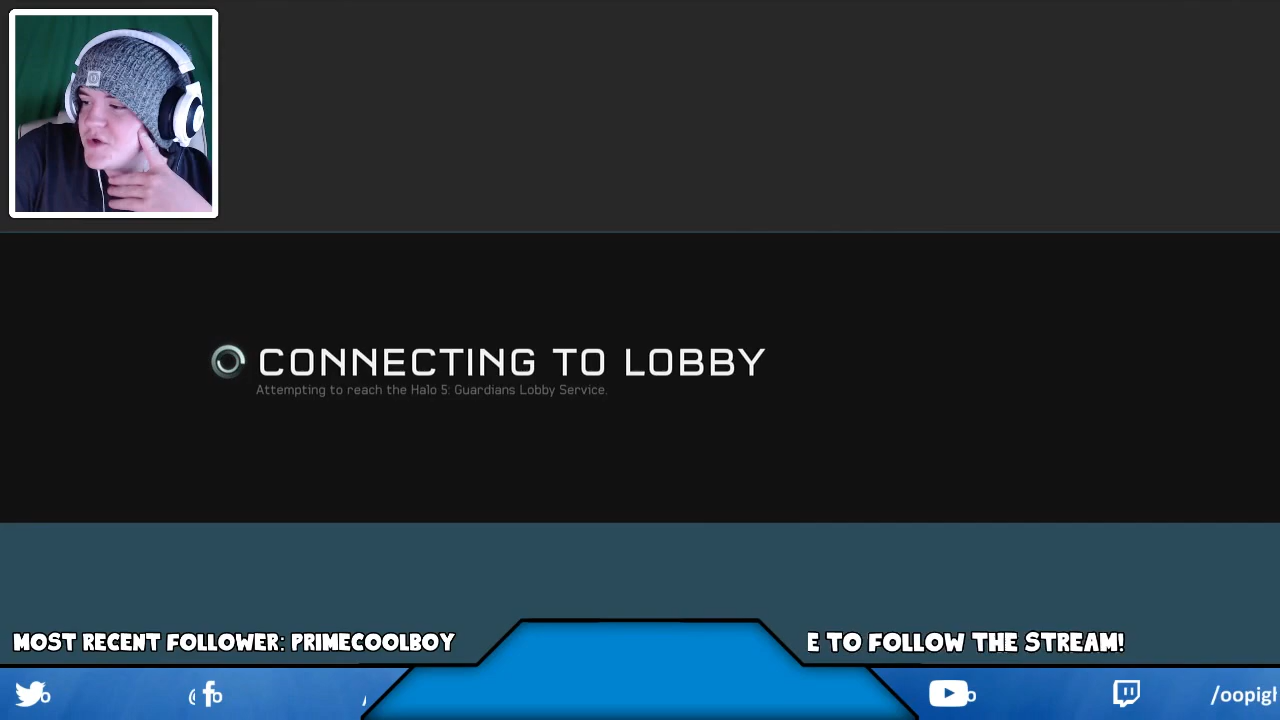 CONNECTING TO LOBBY
Attempting to reach the Halo 5: Guardians Lobby Service.
MOST RECENT FOLLOWER: PRIMECOOLBOY
E TO FOLLOW THE STREAM!
/oopigh